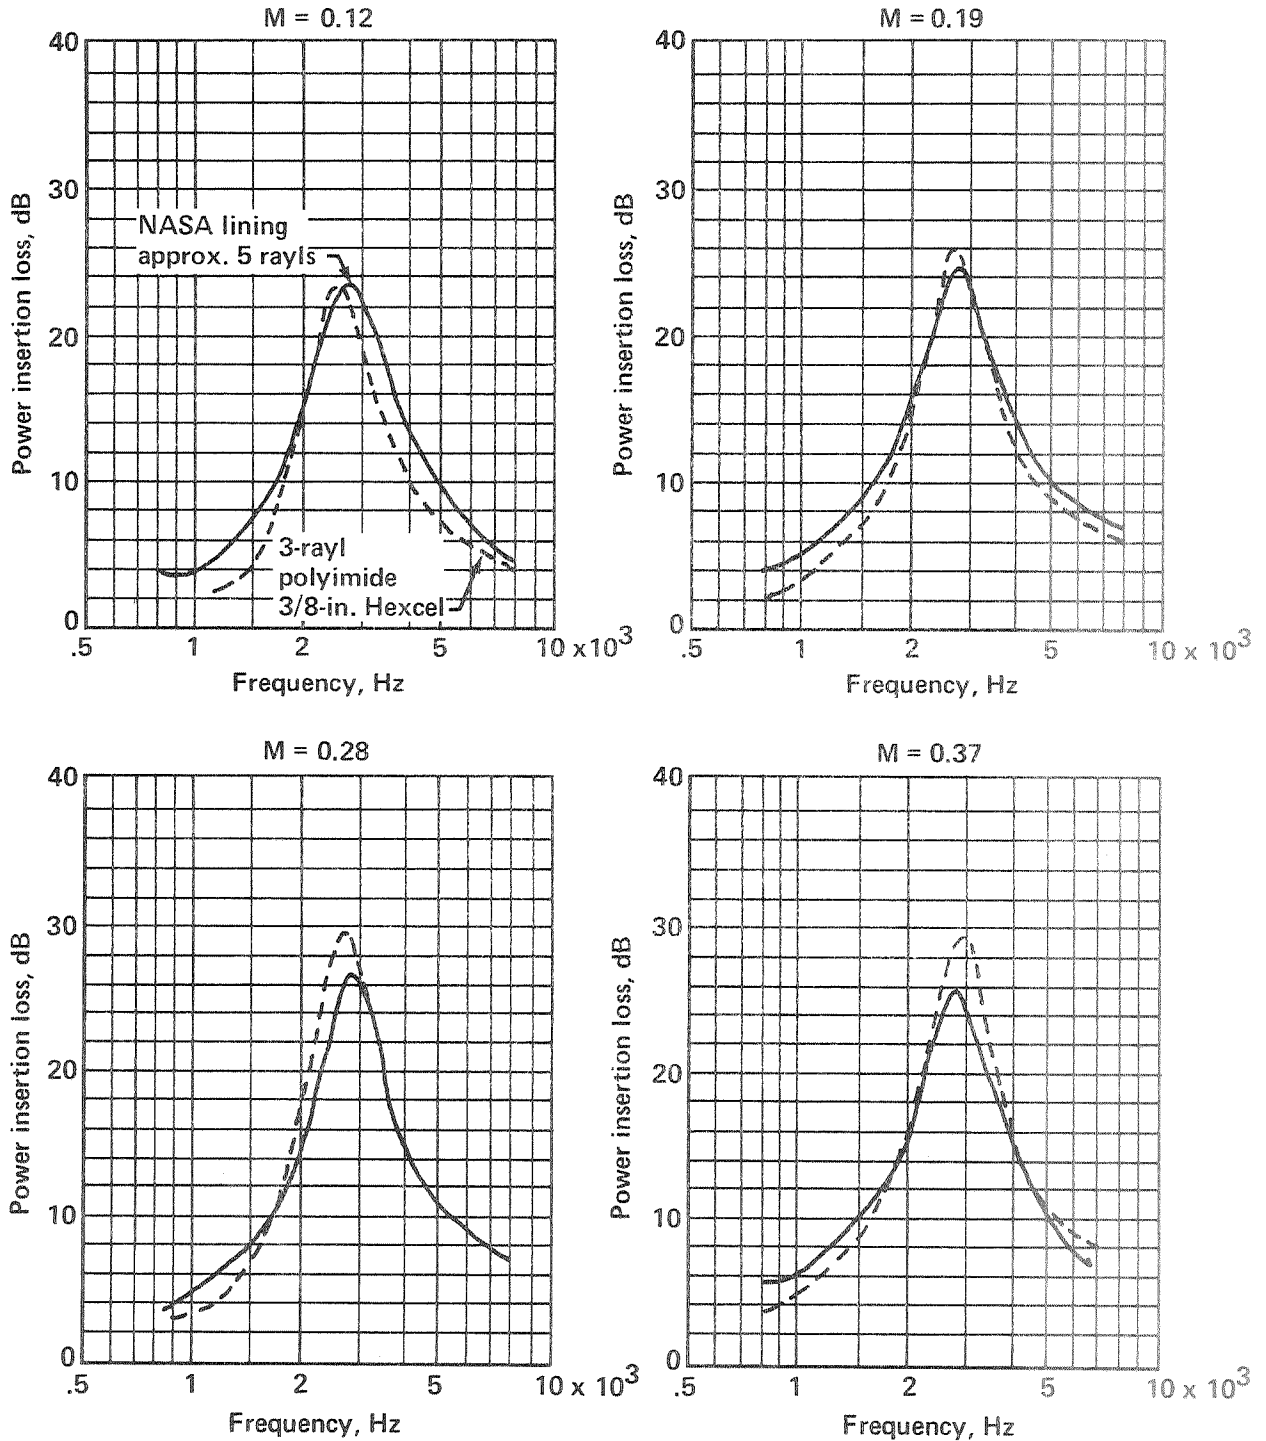 M = 0.12
40
30
20
10
0
Power insertion loss, dB
NASA lining
approx. 5 rayls
3-rayl
polyimide
3/8-in. Hexcel
.5 1 2 5 10 x10³
Frequency, Hz
M = 0.19
40
30
20
10
0
Power insertion loss, dB
.5 1 2 5 10 x 10³
Frequency, Hz
M = 0.28
40
30
20
10
0
Power insertion loss, dB
.5 1 2 5 10 x 10³
Frequency, Hz
M = 0.37
40
30
20
10
0
Power insertion loss, dB
.5 1 2 5 10 x 10³
Frequency, Hz